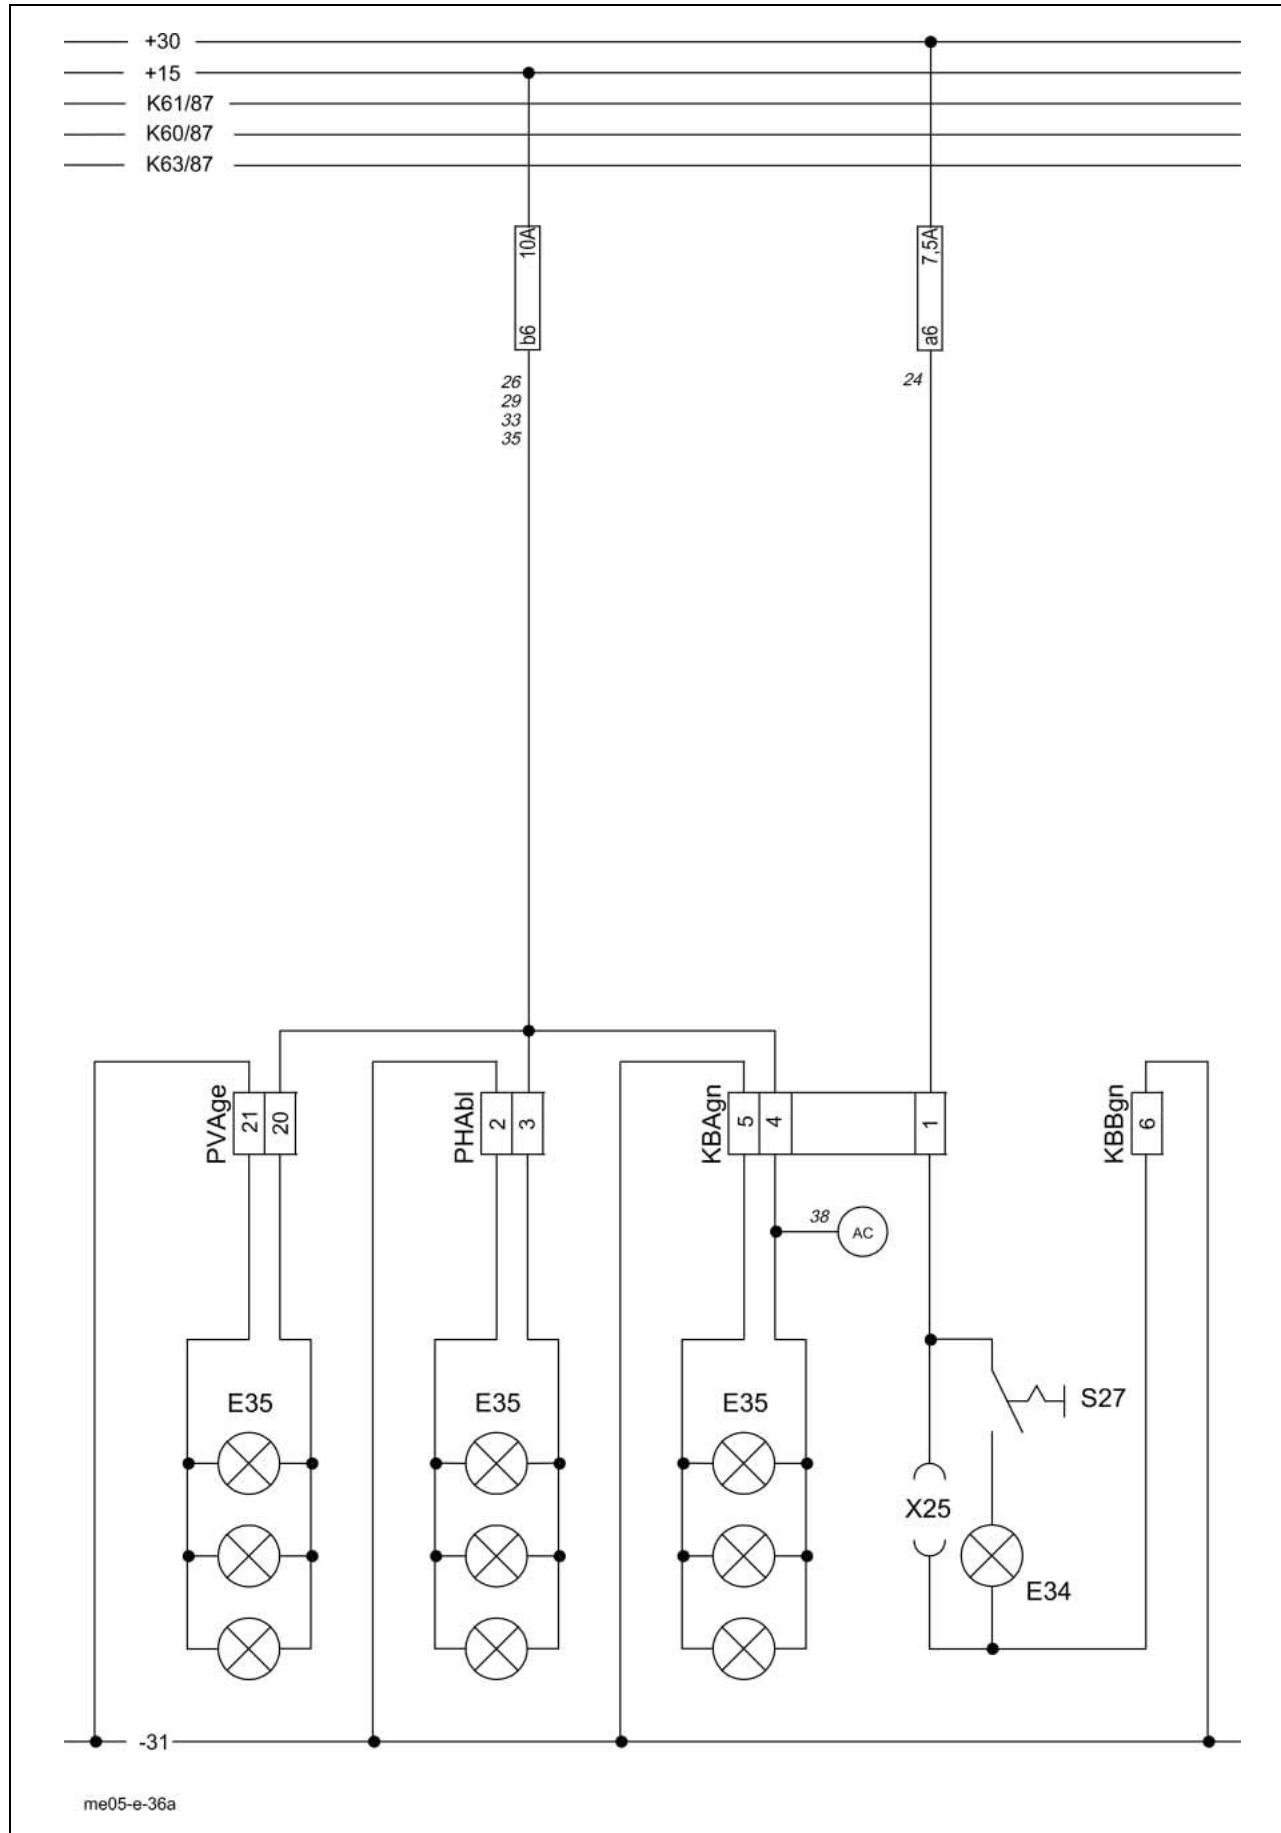 +30
+15
K61/87
K60/87
K63/87
10A
b6
7,5A
a6
26
29
33
35
24
PVAge
21
20
PHAbl
2
3
KBAgn
5
4
1
KBBgn
6
38
AC
E35
E35
E35
S27
X25
E34
-31
me05-e-36a